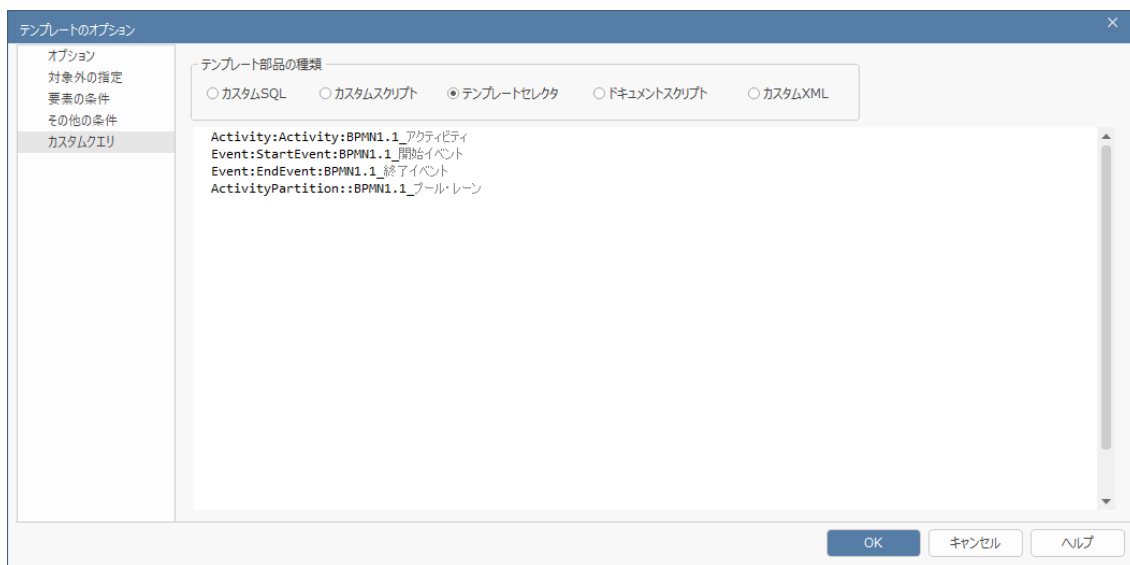 テンプレートのオプション
オプション
対象外の指定
要素の条件
その他の条件
カスタムクエリ
テンプレート部品の種類
カスタムSQL カスタムスクリプト テンプレートセレクタ ドキュメントスクリプト カスタムXML
Activity:Activity:BPMN1.1_アクティビティ
Event:StartEvent:BPMN1.1_開始イベント
Event:EndEvent:BPMN1.1_終了イベント
ActivityPartition::BPMN1.1_プール・レーン
OK キャンセル ヘルプ